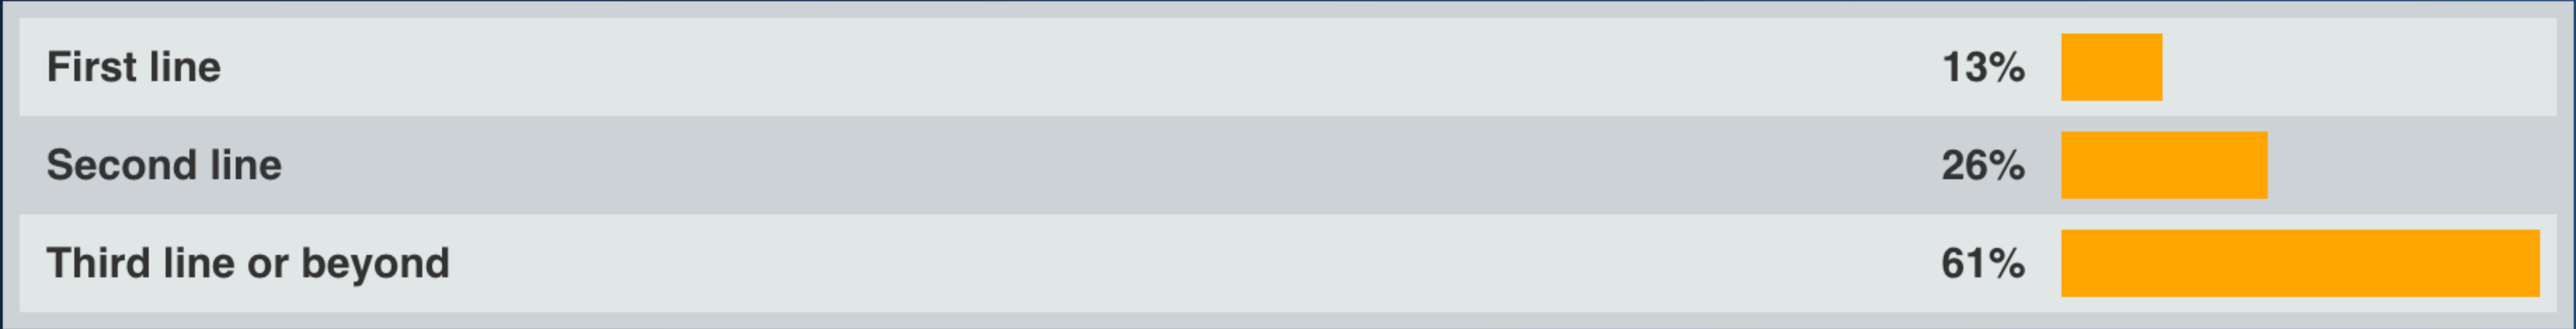 First line 13%
Second line 26%
Third line or beyond 61%